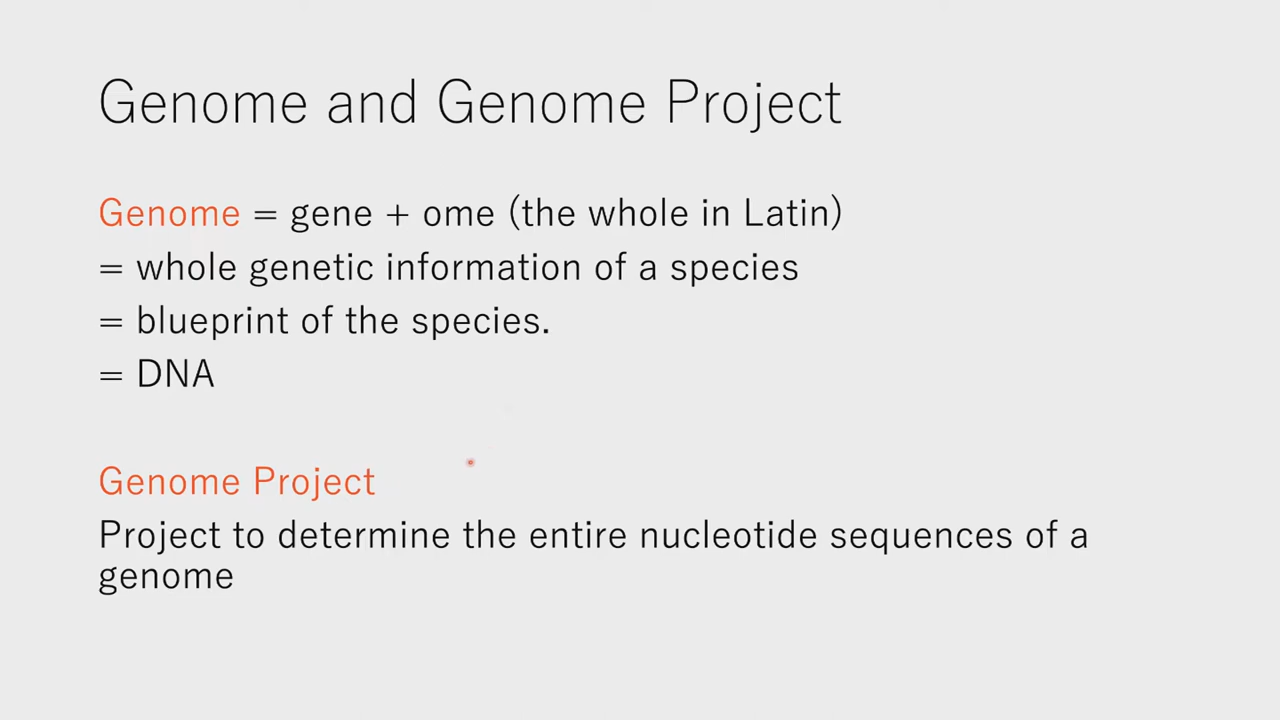 Genome and Genome Project
Genome = gene + ome (the whole in Latin)
= whole genetic information of a species
= blueprint of the species.
= DNA
Genome Project
Project to determine the entire nucleotide sequences of a
genome